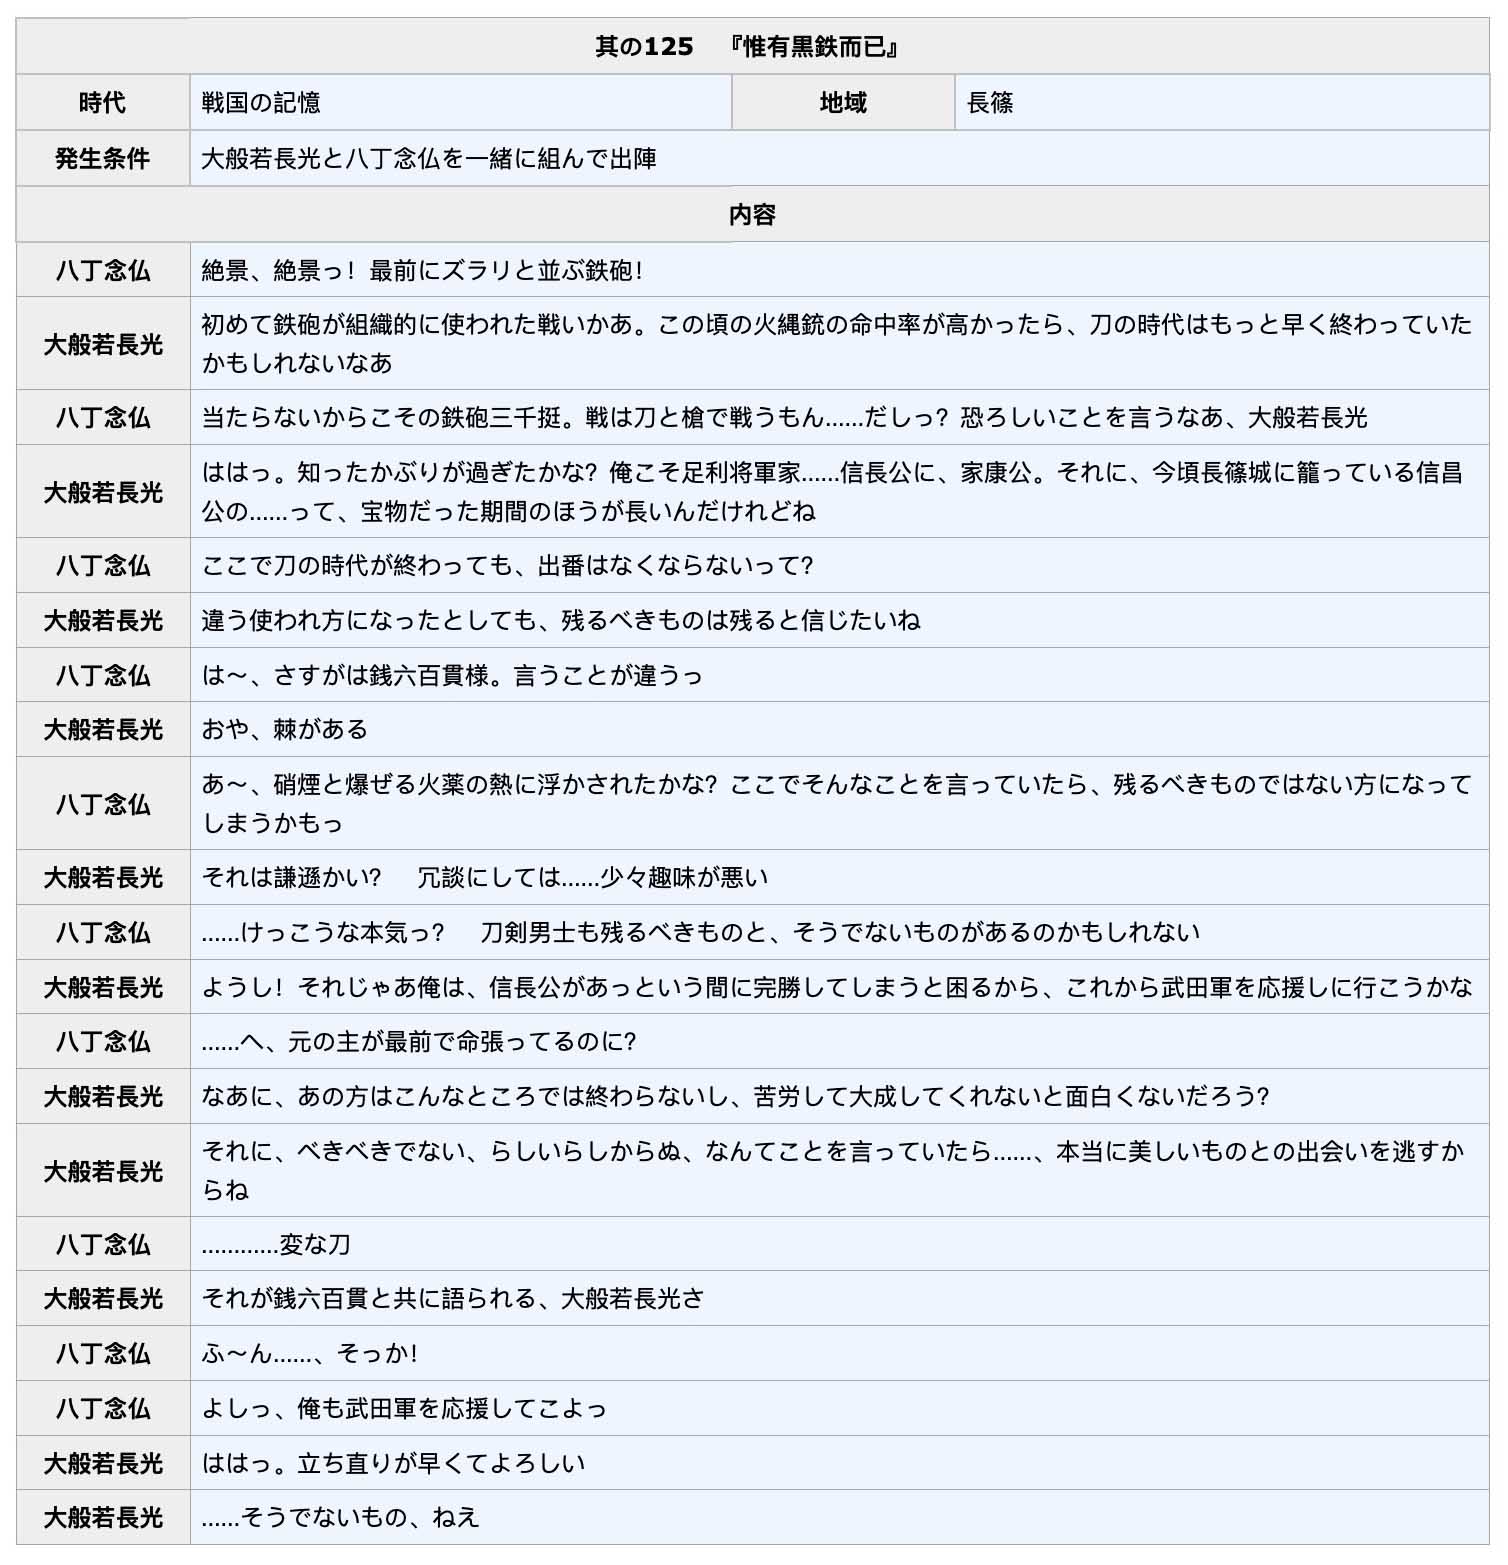 其の125　『惟有黒鉄而已』
時代
戦国の記憶
地域
長篠
発生条件
大般若長光と八丁念仏を一緒に組んで出陣
内容
八丁念仏
絶景、絶景っ！最前にズラリと並ぶ鉄砲！
大般若長光
初めて鉄砲が組織的に使われた戦いかあ。この頃の火縄銃の命中率が高かったら、刀の時代はもっと早く終わっていた
かもしれないなあ
八丁念仏
当たらないからこその鉄砲三千挺。戦は刀と槍で戦うもん……だしっ？恐ろしいことを言うなあ、大般若長光
大般若長光
ははっ。知ったかぶりが過ぎたかな？俺こそ足利将軍家……信長公に、家康公。それに、今頃長篠城に籠っている信昌
公の……って、宝物だった期間のほうが長いんだけれどね
八丁念仏
ここで刀の時代が終わっても、出番はなくならないって？
大般若長光
違う使われ方になったとしても、残るべきものは残ると信じたいね
八丁念仏
は～、さすがは銭六百貫様。言うことが違うっ
大般若長光
おや、棘がある
八丁念仏
あ～、硝煙と爆ぜる火薬の熱に浮かされたかな？ここでそんなことを言っていたら、残るべきものではない方になって
しまうかもっ
大般若長光
それは謙遜かい？　冗談にしては……少々趣味が悪い
八丁念仏
……けっこうな本気っ？　刀剣男士も残るべきものと、そうでないものがあるのかもしれない
大般若長光
ようし！それじゃあ俺は、信長公があっという間に完勝してしまうと困るから、これから武田軍を応援しに行こうかな
八丁念仏
……へ、元の主が最前で命張ってるのに？
大般若長光
なあに、あの方はこんなところでは終わらないし、苦労して大成してくれないと面白くないだろう？
大般若長光
それに、べきべきでない、らしいらしからぬ、なんてことを言っていたら……、本当に美しいものとの出会いを逃すか
らね
八丁念仏
…………変な刀
大般若長光
それが銭六百貫と共に語られる、大般若長光さ
八丁念仏
ふ～ん……、そっか！
八丁念仏
よしっ、俺も武田軍を応援してこよっ
大般若長光
ははっ。立ち直りが早くてよろしい
大般若長光
……そうでないもの、ねえ